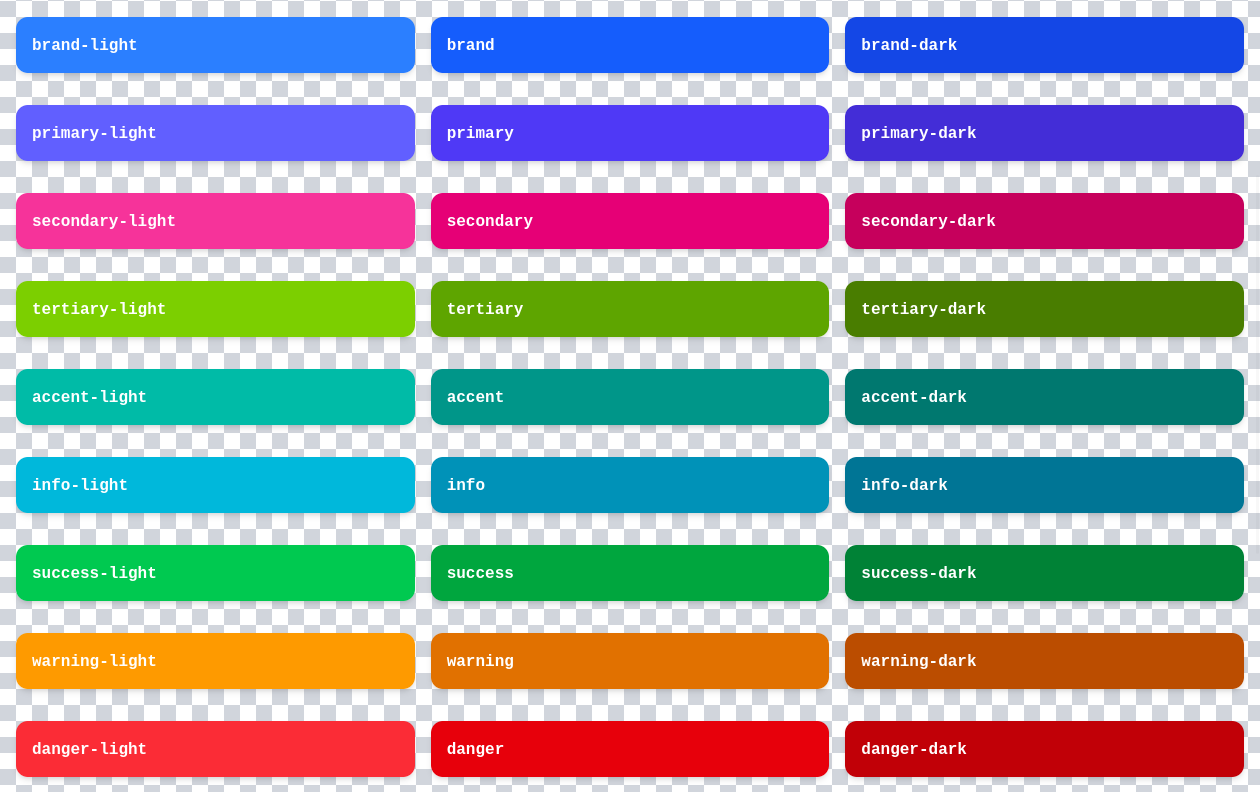 brand-light
brand
brand-dark
primary-light
primary
primary-dark
secondary-light
secondary
secondary-dark
tertiary-light
tertiary
tertiary-dark
accent-light
accent
accent-dark
info-light
info
info-dark
success-light
success
success-dark
warning-light
warning
warning-dark
danger-light
danger
danger-dark